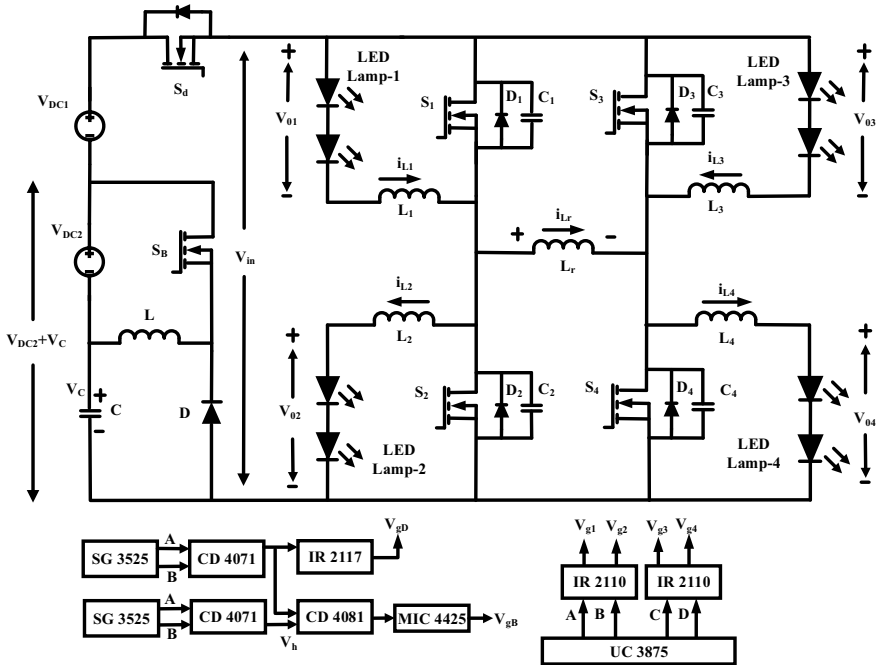 S_d
LED
Lamp-1
LED
Lamp-3
V_DC1
V_01
S_1
D_1
C_1
S_3
D_3
C_3
V_03
i_L1
L_1
i_L3
L_3
V_DC2
S_B
V_in
i_Lr
L_r
i_L2
L_2
i_L4
L_4
L
V_DC2+V_C
V_C
C
D
V_02
S_2
D_2
C_2
S_4
D_4
C_4
V_04
LED
Lamp-2
LED
Lamp-4
V_gD
V_g1
V_g2
V_g3
V_g4
SG 3525
A
B
CD 4071
IR 2117
IR 2110
IR 2110
SG 3525
A
B
CD 4071
V_h
CD 4081
MIC 4425
V_gB
A
B
C
D
UC 3875